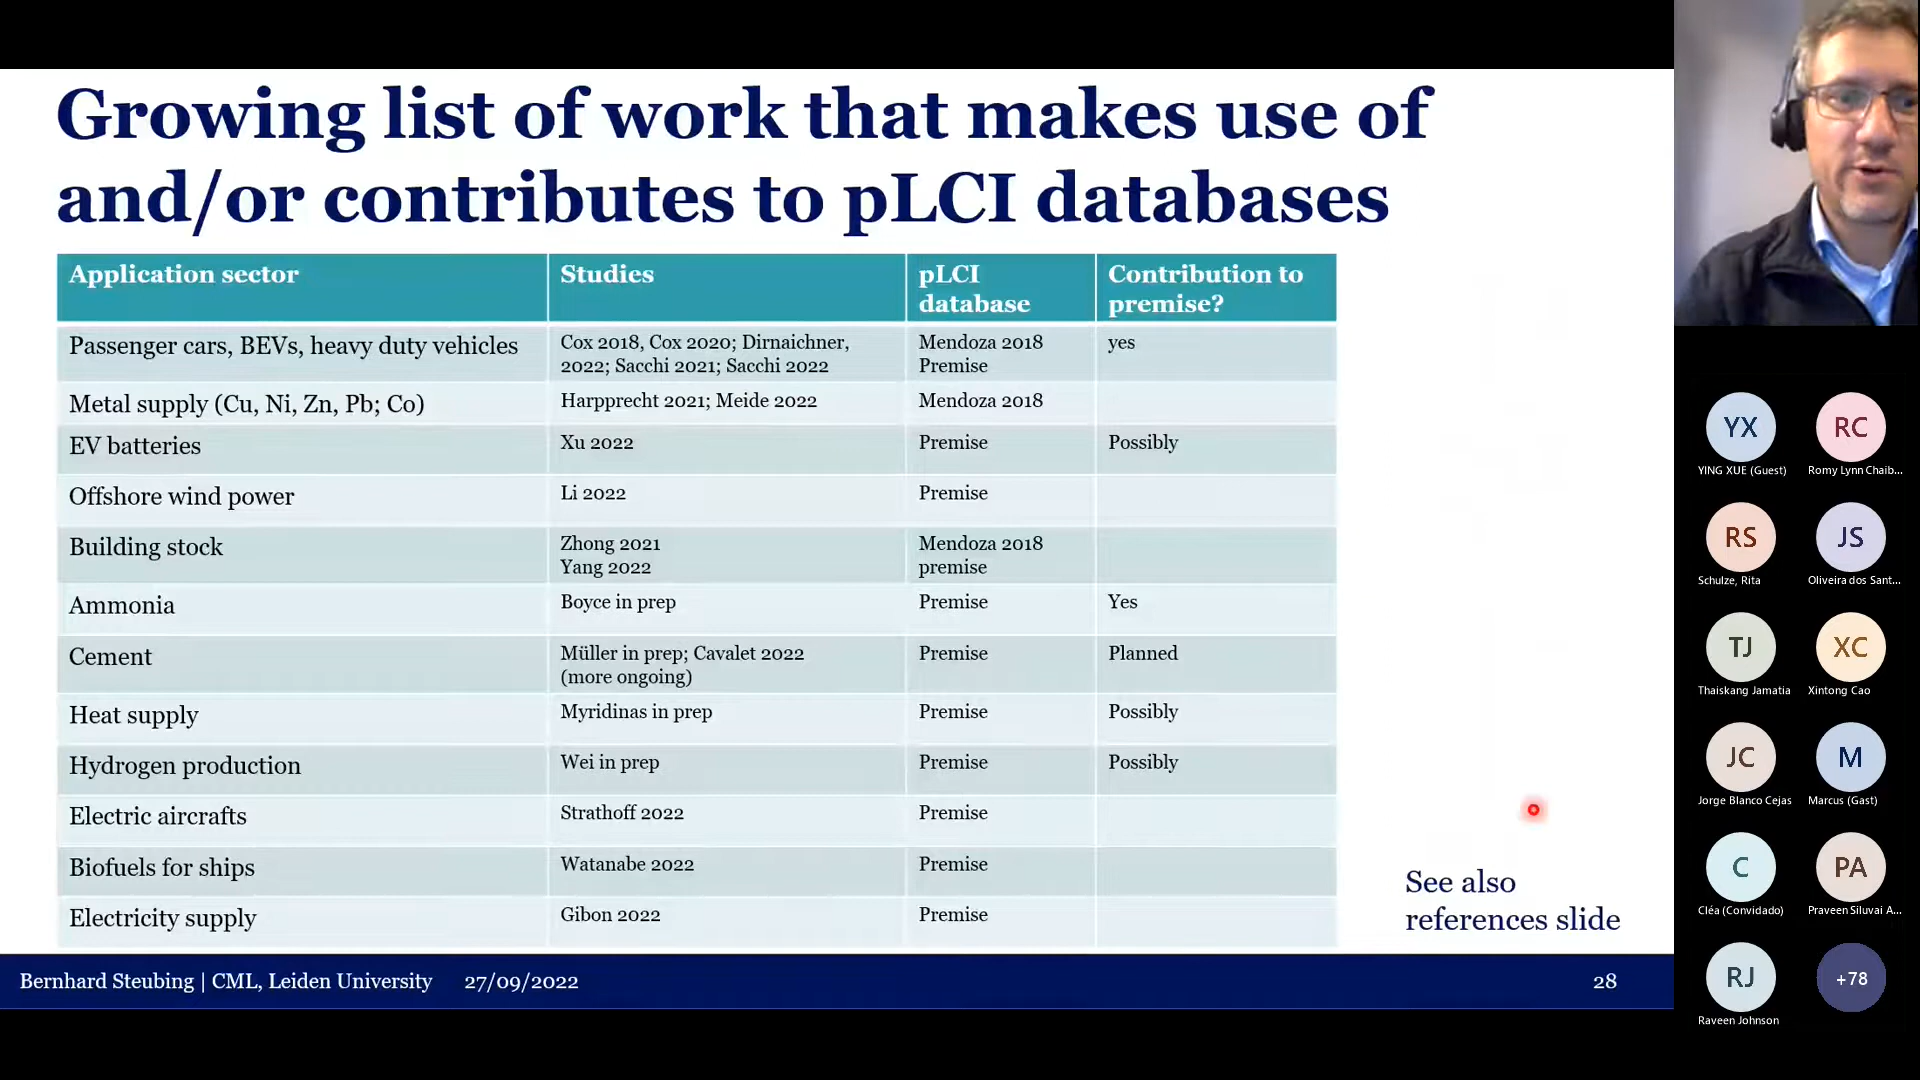 Growing list of work that makes use of
and/or contributes to pLCI databases
Application sector
Studies
pLCI
database
Contribution to
premise?
Passenger cars, BEVs, heavy duty vehicles
Cox 2018, Cox 2020; Dirnaichner,
2022; Sacchi 2021; Sacchi 2022
Mendoza 2018
Premise
yes
Metal supply (Cu, Ni, Zn, Pb; Co)
Harpprecht 2021; Meide 2022
Mendoza 2018
EV batteries
Xu 2022
Premise
Possibly
Offshore wind power
Li 2022
Premise
Building stock
Zhong 2021
Yang 2022
Mendoza 2018
premise
Ammonia
Boyce in prep
Premise
Yes
Cement
Müller in prep; Cavalet 2022
(more ongoing)
Premise
Planned
Heat supply
Myridinas in prep
Premise
Possibly
Hydrogen production
Wei in prep
Premise
Possibly
Electric aircrafts
Strathoff 2022
Premise
Biofuels for ships
Watanabe 2022
Premise
Electricity supply
Gibon 2022
Premise
See also
references slide
Bernhard Steubing | CML, Leiden University 27/09/2022 28
YX RC
YING XUE (Guest) Romy Lynn Chaib...
RS JS
Schulze, Rita Oliveira dos Sant...
TJ XC
Thaiskang Jamatia Xintong Cao
JC M
Jorge Blanco Cejas Marcus (Gast)
C PA
Cléa (Convidado) Praveen Siluvai A...
RJ +78
Raveen Johnson